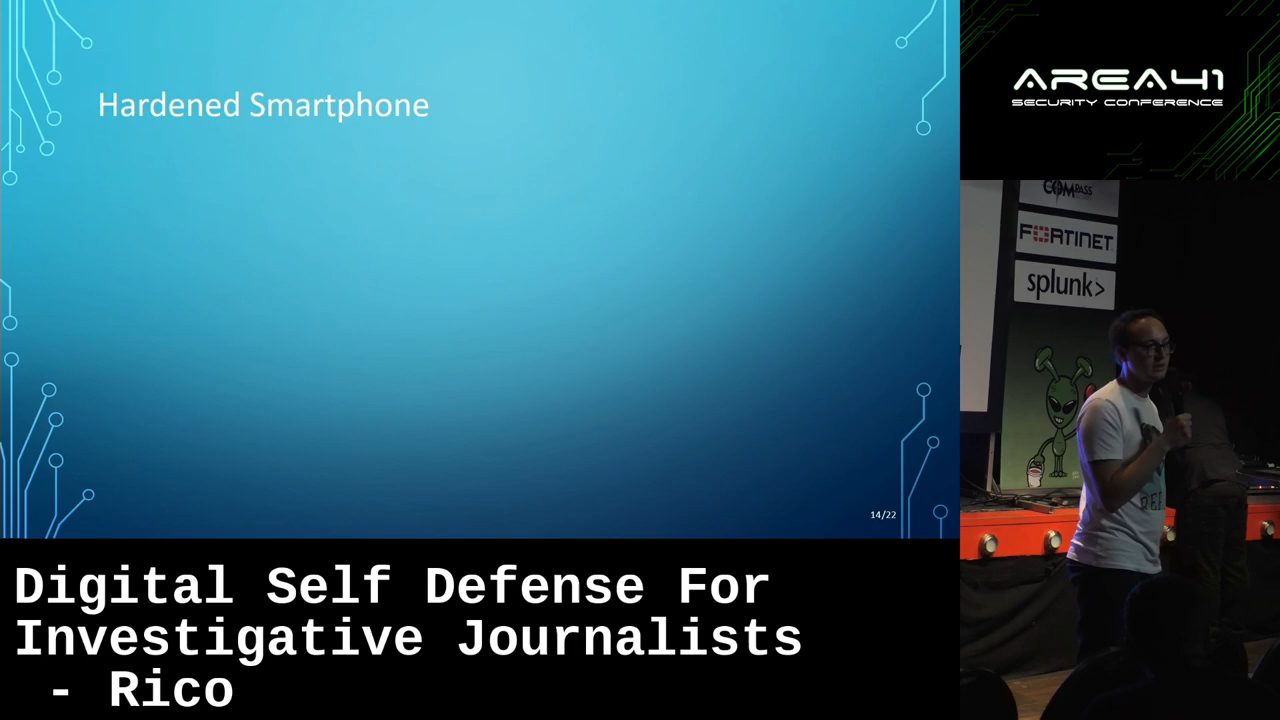 Hardened Smartphone
14/22
AREA41
SECURITY CONFERENCE
COMPASS
FORTINET
splunk>
Digital Self Defense For
Investigative Journalists
- Rico